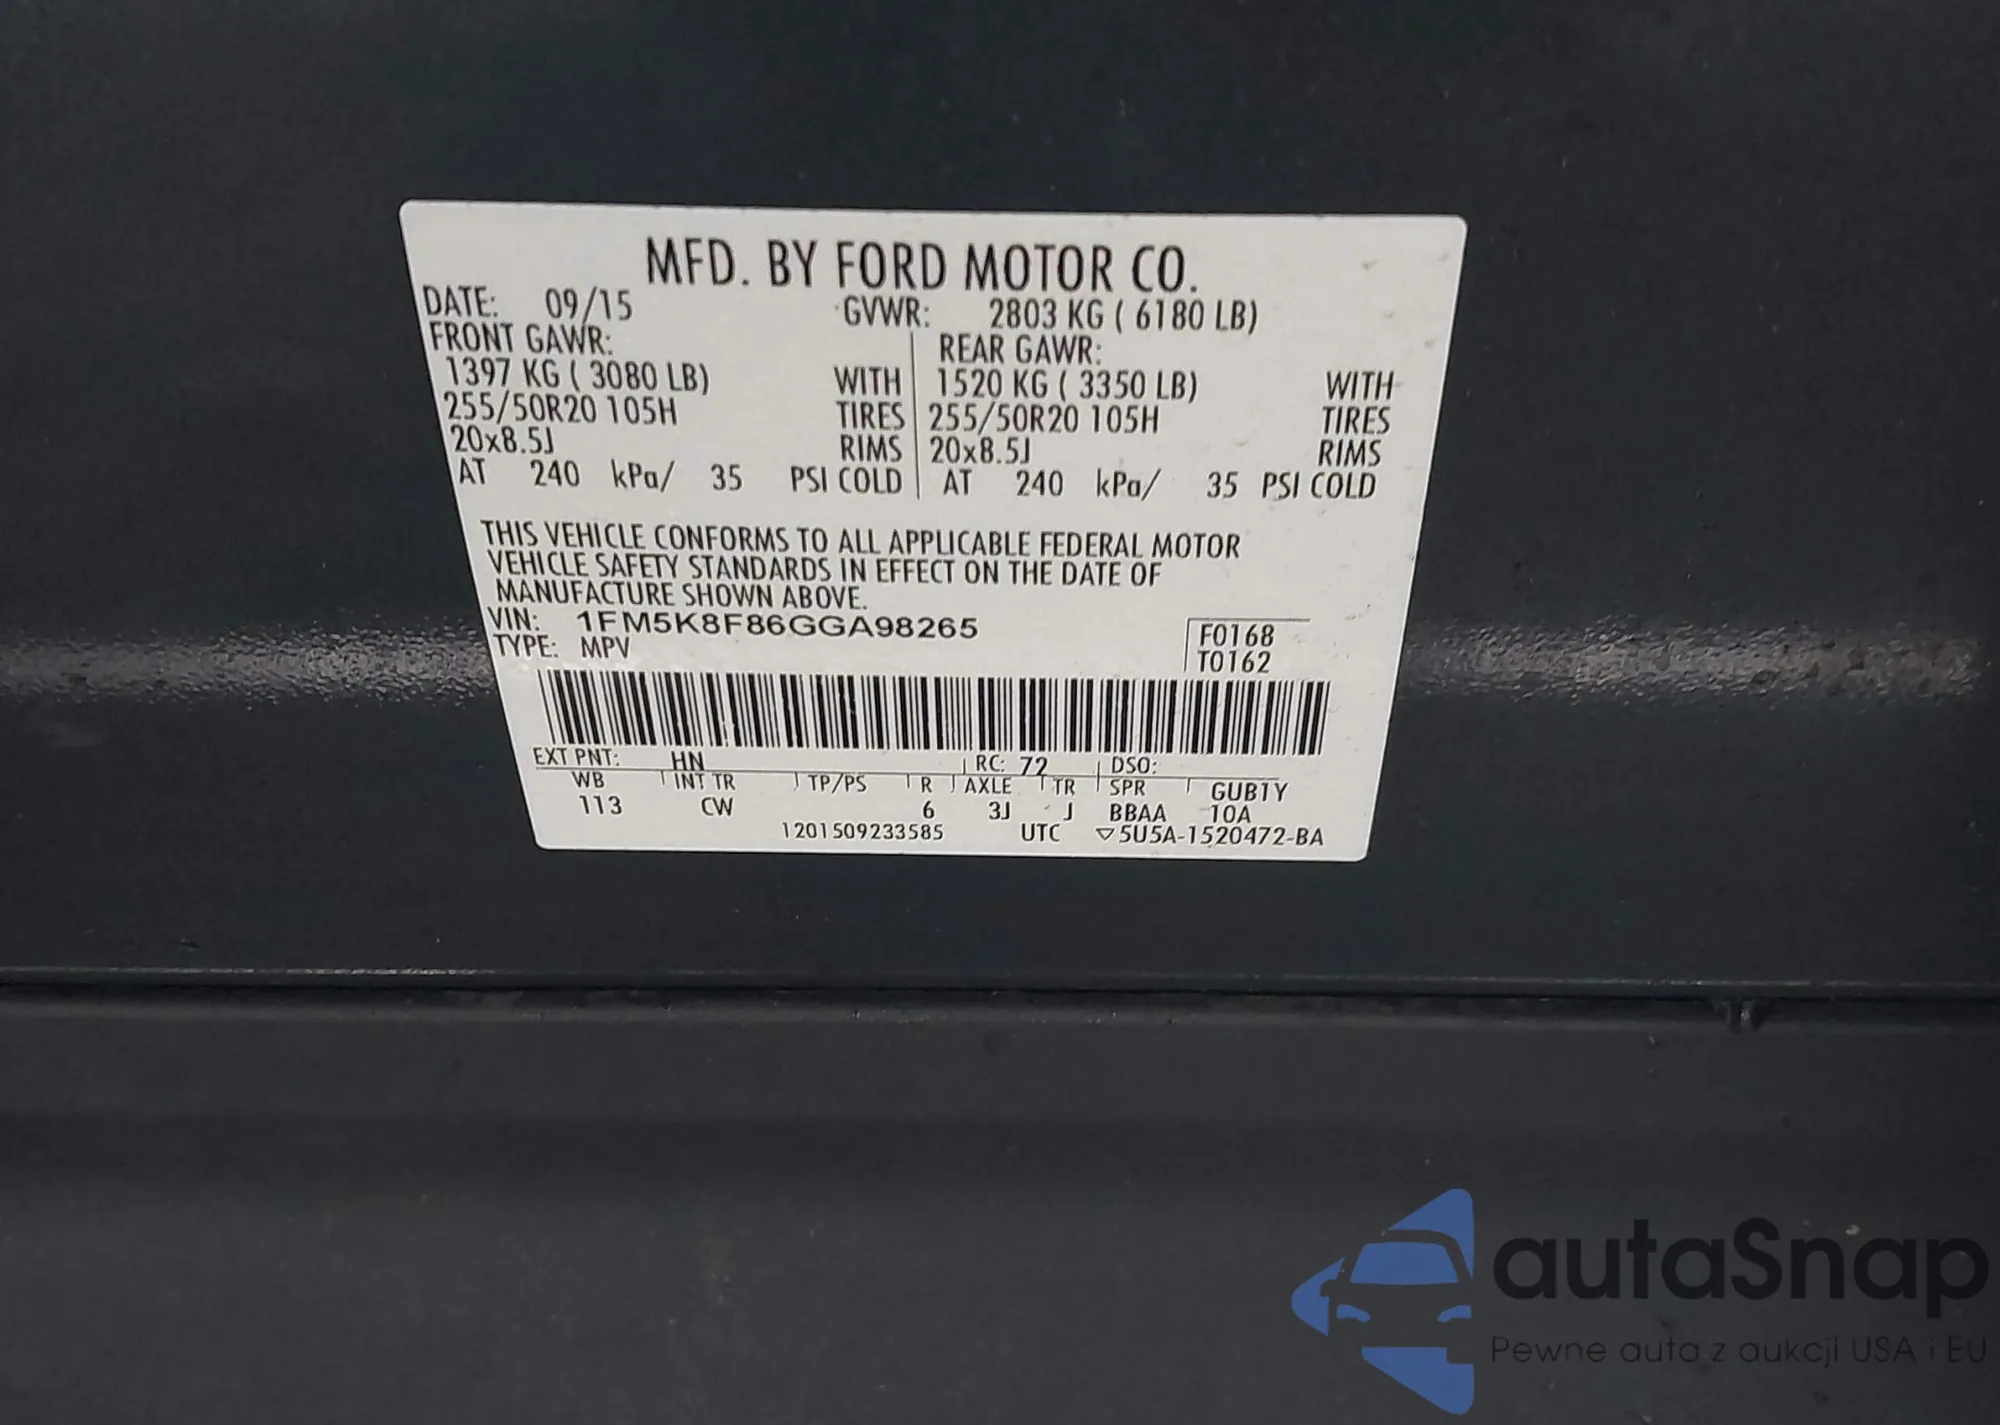 MFD. BY FORD MOTOR CO.
DATE: 09/15 GVWR: 2803 KG ( 6180 LB)
FRONT GAWR: REAR GAWR:
1397 KG ( 3080 LB) WITH 1520 KG ( 3350 LB) WITH
255/50R20 105H TIRES 255/50R20 105H TIRES
20x8.5J RIMS 20x8.5J RIMS
AT 240 kPa/ 35 PSI COLD AT 240 kPa/ 35 PSI COLD
THIS VEHICLE CONFORMS TO ALL APPLICABLE FEDERAL MOTOR
VEHICLE SAFETY STANDARDS IN EFFECT ON THE DATE OF
MANUFACTURE SHOWN ABOVE.
VIN: 1FM5K8F86GGA98265
TYPE: MPV
F0168
T0162
EXT PNT: HN RC: 72 DSO:
WB INT TR TP/PS R AXLE TR SPR GUB1Y
113 CW 6 3J J BBAA 10A
1201509233585 UTC ▽5U5A-1520472-BA
autaSnap
Pewne auta z aukcji USA i EU